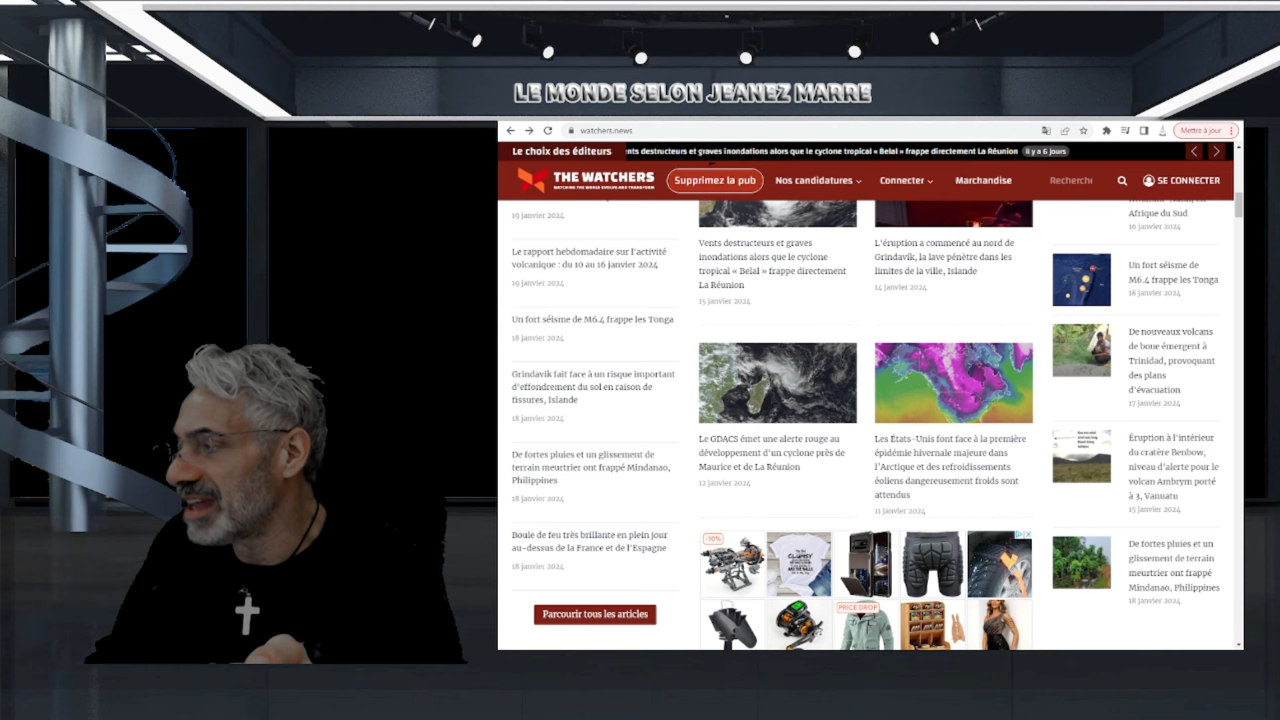 LE MONDE SELON JEANEZ MARRE
watchers.news
Mettre à jour
Le choix des éditeurs
nts destructeurs et graves inondations alors que le cyclone tropical « Belal » frappe directement La Réunion
il y a 6 jours
THE WATCHERS
WATCHING THE WORLD EVOLVE AND TRANSFORM
Supprimez la pub
Nos candidatures
Connecter
Marchandise
Recherche
SE CONNECTER
19 janvier 2024
Le rapport hebdomadaire sur l'activité
volcanique : du 10 au 16 janvier 2024
19 janvier 2024
Un fort séisme de M6.4 frappe les Tonga
18 janvier 2024
Grindavik fait face à un risque important
d'effondrement du sol en raison de
fissures, Islande
18 janvier 2024
De fortes pluies et un glissement de
terrain meurtrier ont frappé Mindanao,
Philippines
18 janvier 2024
Boule de feu très brillante en plein jour
au-dessus de la France et de l'Espagne
18 janvier 2024
Parcourir tous les articles
Vents destructeurs et graves
inondations alors que le cyclone
tropical « Belal » frappe directement
La Réunion
15 janvier 2024
L'éruption a commencé au nord de
Grindavik, la lave pénètre dans les
limites de la ville, Islande
14 janvier 2024
Le GDACS émet une alerte rouge au
développement d'un cyclone près de
Maurice et de La Réunion
12 janvier 2024
Les États-Unis font face à la première
épidémie hivernale majeure dans
l'Arctique et des refroidissements
éoliens dangereusement froids sont
attendus
11 janvier 2024
-10%
CLUMSY
PRICE DROP
Afrique du Sud
16 janvier 2024
Un fort séisme de
M6.4 frappe les Tonga
18 janvier 2024
De nouveaux volcans
de boue émergent à
Trinidad, provoquant
des plans
d'évacuation
17 janvier 2024
Éruption à l'intérieur
du cratère Benbow,
niveau d'alerte pour le
volcan Ambrym porté
à 3, Vanuatu
15 janvier 2024
De fortes pluies et un
glissement de terrain
meurtrier ont frappé
Mindanao, Philippines
18 janvier 2024